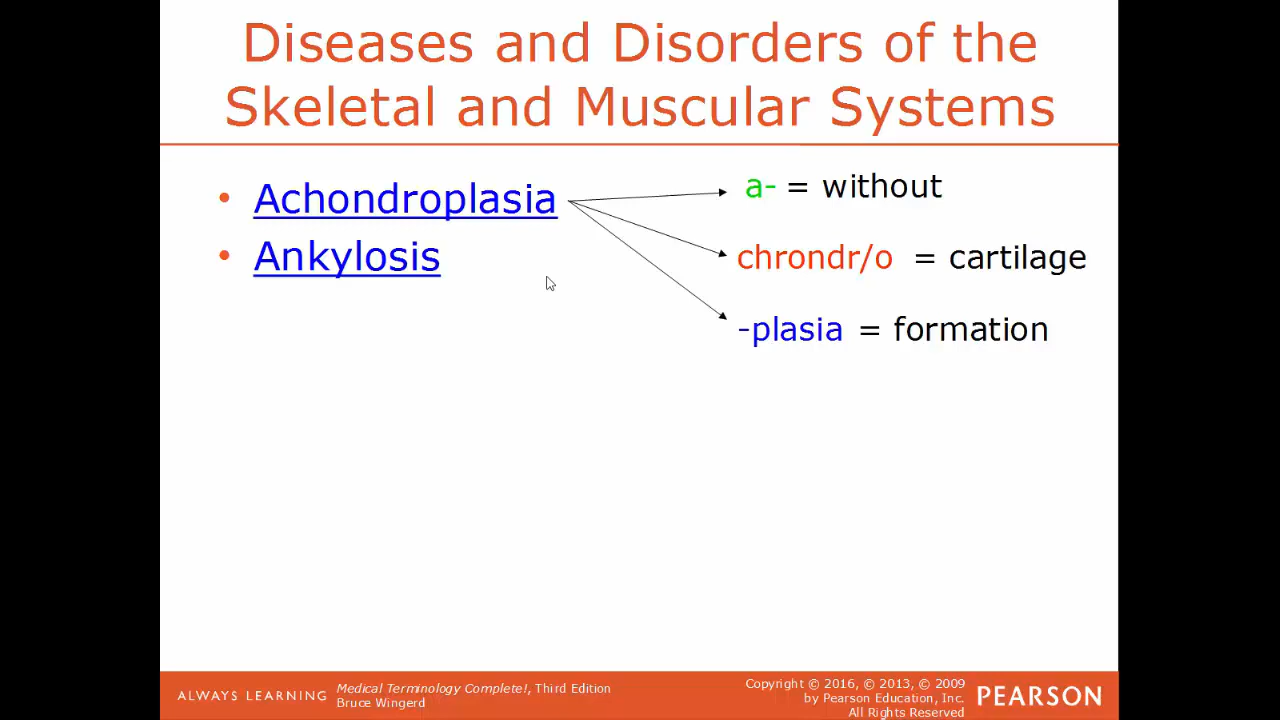 Diseases and Disorders of the
Skeletal and Muscular Systems
• Achondroplasia
• Ankylosis
a- = without
chrondr/o = cartilage
-plasia = formation
ALWAYS LEARNING
Medical Terminology Complete!, Third Edition
Bruce Wingerd
Copyright © 2016, © 2013, © 2009
by Pearson Education, Inc.
All Rights Reserved
PEARSON